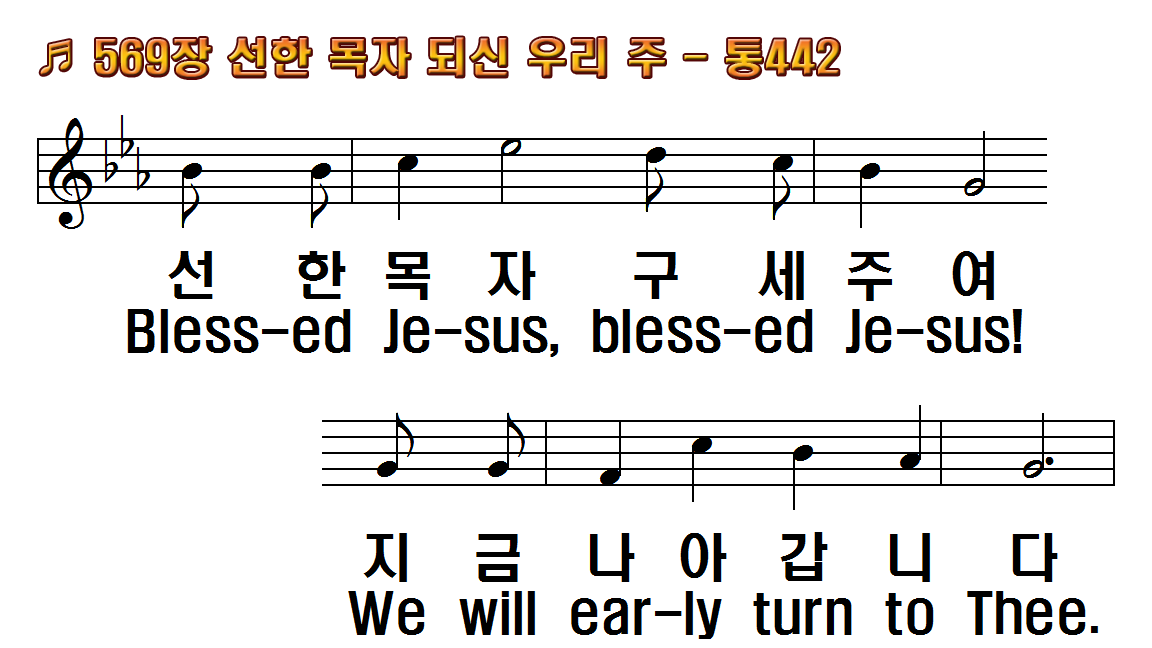 ♬ 569장 선한 목자 되신 우리 주 - 통442
선 한 목 자 구 세 주 여
Bless-ed Je-sus, bless-ed Je-sus!
지 금 나 아 갑 니 다
We will ear-ly turn to Thee.